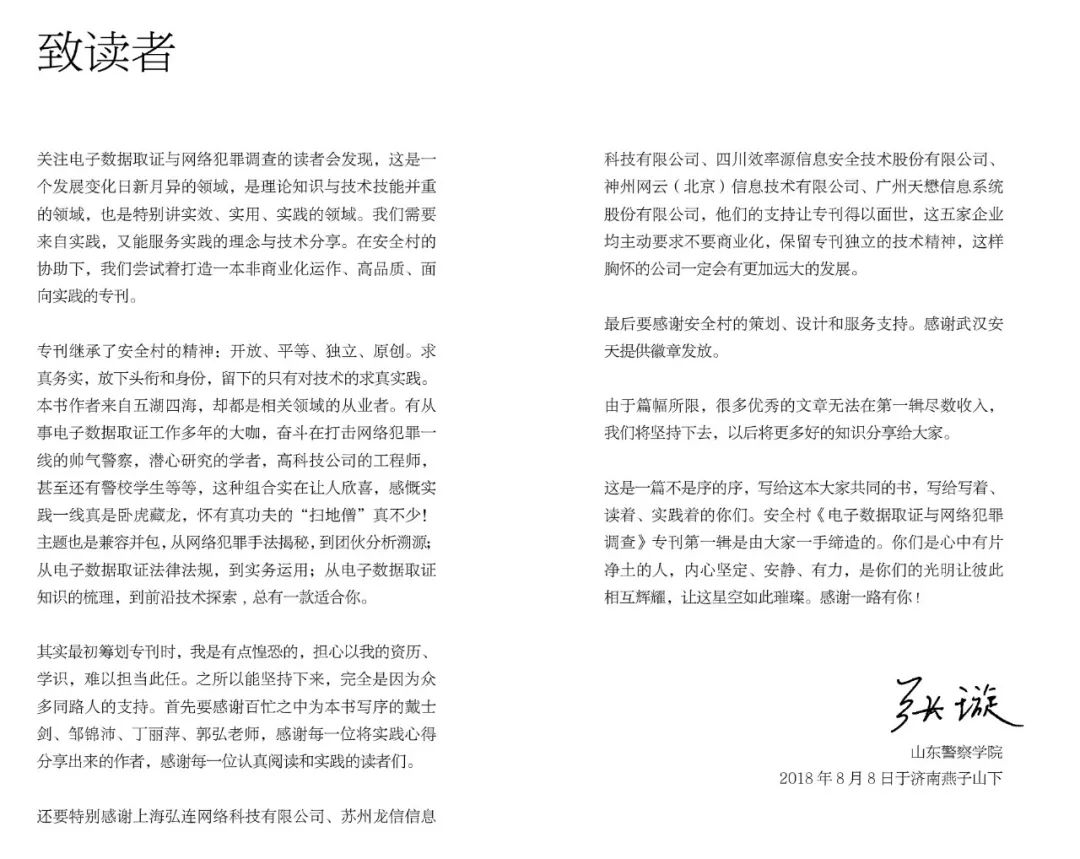 致读者
关注电子数据取证与网络犯罪调查的读者会发现，这是一
个发展变化日新月异的领域，是理论知识与技术技能并重
的领域，也是特别讲实效、实用、实践的领域。我们需要
来自实践，又能服务实践的理念与技术分享。在安全村的
协助下，我们尝试着打造一本非商业化运作、高品质、面
向实践的专刊。
专刊继承了安全村的精神：开放、平等、独立、原创。求
真务实，放下头衔和身份，留下的只有对技术的求真实践。
本书作者来自五湖四海，却都是相关领域的从业者。有从
事电子数据取证工作多年的大咖，奋斗在打击网络犯罪一
线的帅气警察，潜心研究的学者，高科技公司的工程师，
甚至还有警校学生等等，这种组合实在让人欣喜，感慨实
践一线真是卧虎藏龙，怀有真功夫的“扫地僧”真不少！
主题也是兼容并包，从网络犯罪手法揭秘，到团伙分析溯源；
从电子数据取证法律法规，到实务运用；从电子数据取证
知识的梳理，到前沿技术探索，总有一款适合你。
其实最初筹划专刊时，我是有点惶恐的，担心以我的资历、
学识，难以担当此任。之所以能坚持下来，完全是因为众
多同路人的支持。首先要感谢百忙之中为本书写序的戴士
剑、邹锦沛、丁丽萍、郭弘老师，感谢每一位将实践心得
分享出来的作者，感谢每一位认真阅读和实践的读者们。
还要特别感谢上海弘连网络科技有限公司、苏州龙信信息
科技有限公司、四川效率源信息安全技术股份有限公司、
神州网云（北京）信息技术有限公司、广州天懋信息系统
股份有限公司，他们的支持让专刊得以面世，这五家企业
均主动要求不要商业化，保留专刊独立的技术精神，这样
胸怀的公司一定会有更加远大的发展。
最后要感谢安全村的策划、设计和服务支持。感谢武汉安
天提供徽章发放。
由于篇幅所限，很多优秀的文章无法在第一辑尽数收入，
我们将坚持下去，以后将更多好的知识分享给大家。
这是一篇不是序的序，写给这本大家共同的书，写给写着、
读着、实践着的你们。安全村《电子数据取证与网络犯罪
调查》专刊第一辑是由大家一手缔造的。你们是心中有片
净土的人，内心坚定、安静、有力，是你们的光明让彼此
相互辉耀，让这星空如此璀璨。感谢一路有你！
张璇
山东警察学院
2018 年 8 月 8 日于济南燕子山下